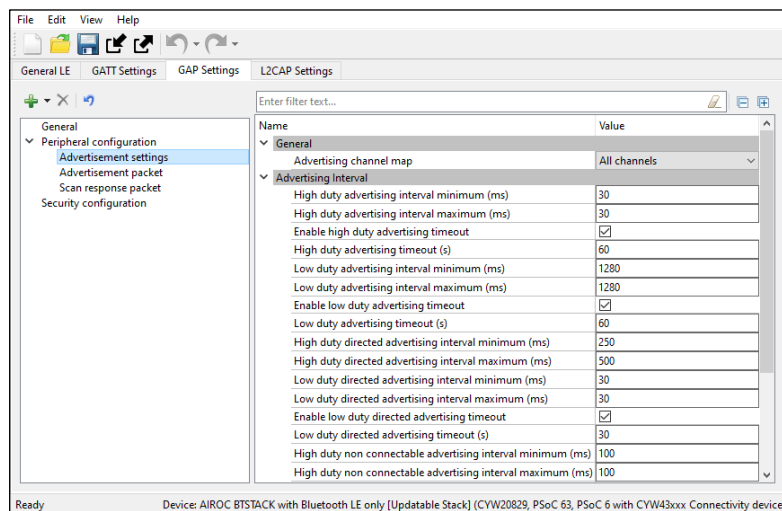 File Edit View Help
General LE GATT Settings GAP Settings L2CAP Settings
Enter filter text...
General
Peripheral configuration
Advertisement settings
Advertisement packet
Scan response packet
Security configuration
Name Value
General
Advertising channel map All channels
Advertising Interval
High duty advertising interval minimum (ms) 30
High duty advertising interval maximum (ms) 30
Enable high duty advertising timeout
High duty advertising timeout (s) 60
Low duty advertising interval minimum (ms) 1280
Low duty advertising interval maximum (ms) 1280
Enable low duty advertising timeout
Low duty advertising timeout (s) 60
High duty directed advertising interval minimum (ms) 250
High duty directed advertising interval maximum (ms) 500
Low duty directed advertising interval minimum (ms) 30
Low duty directed advertising interval maximum (ms) 30
Enable low duty directed advertising timeout
Low duty directed advertising timeout (s) 30
High duty non connectable advertising interval minimum (ms) 100
High duty non connectable advertising interval maximum (ms) 100
Ready Device: AIROC BTSTACK with Bluetooth LE only [Updatable Stack] (CYW20829, PSoC 63, PSoC 6 with CYW43xxx Connectivity device